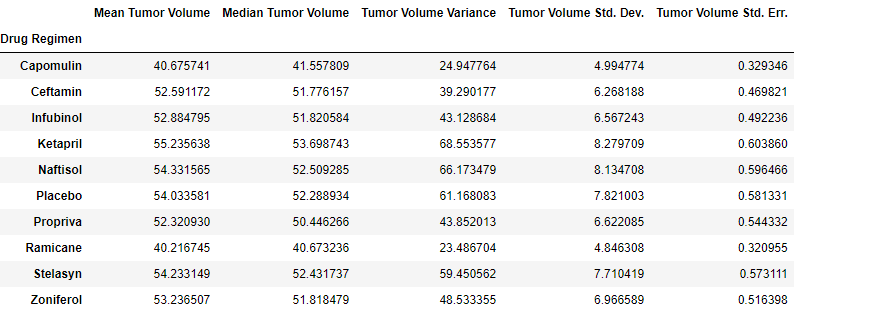 Mean Tumor Volume Median Tumor Volume Tumor Volume Variance Tumor Volume Std. Dev. Tumor Volume Std. Err.
Drug Regimen
Capomulin 40.675741 41.557809 24.947764 4.994774 0.329346
Ceftamin 52.591172 51.776157 39.290177 6.268188 0.469821
Infubinol 52.884795 51.820584 43.128684 6.567243 0.492236
Ketapril 55.235638 53.698743 68.553577 8.279709 0.603860
Naftisol 54.331565 52.509285 66.173479 8.134708 0.596466
Placebo 54.033581 52.288934 61.168083 7.821003 0.581331
Propriva 52.320930 50.446266 43.852013 6.622085 0.544332
Ramicane 40.216745 40.673236 23.486704 4.846308 0.320955
Stelasyn 54.233149 52.431737 59.450562 7.710419 0.573111
Zoniferol 53.236507 51.818479 48.533355 6.966589 0.516398